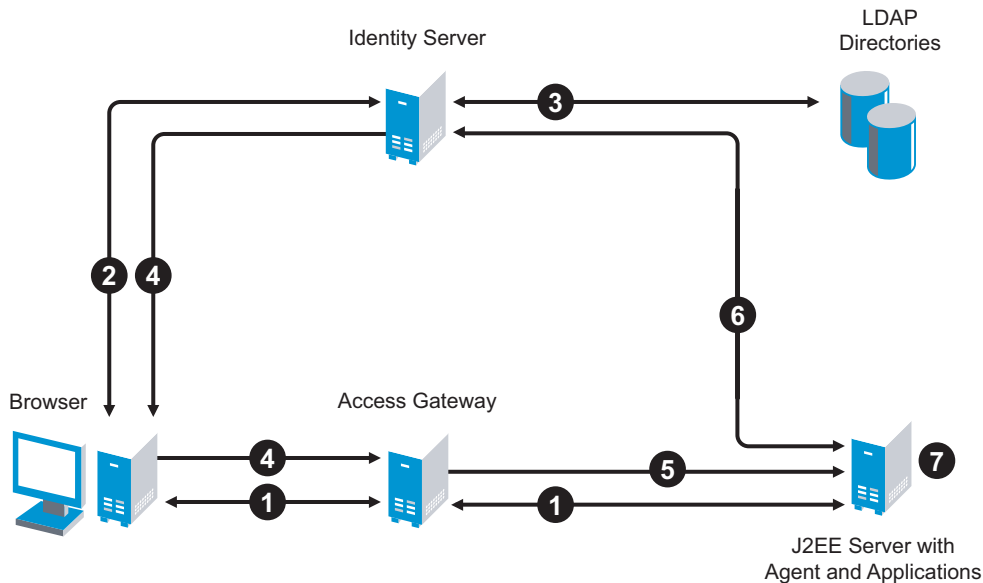 LDAP
Directories
Identity Server
3
2
4
6
Browser
Access Gateway
4
5
7
1
1
J2EE Server with
Agent and Applications